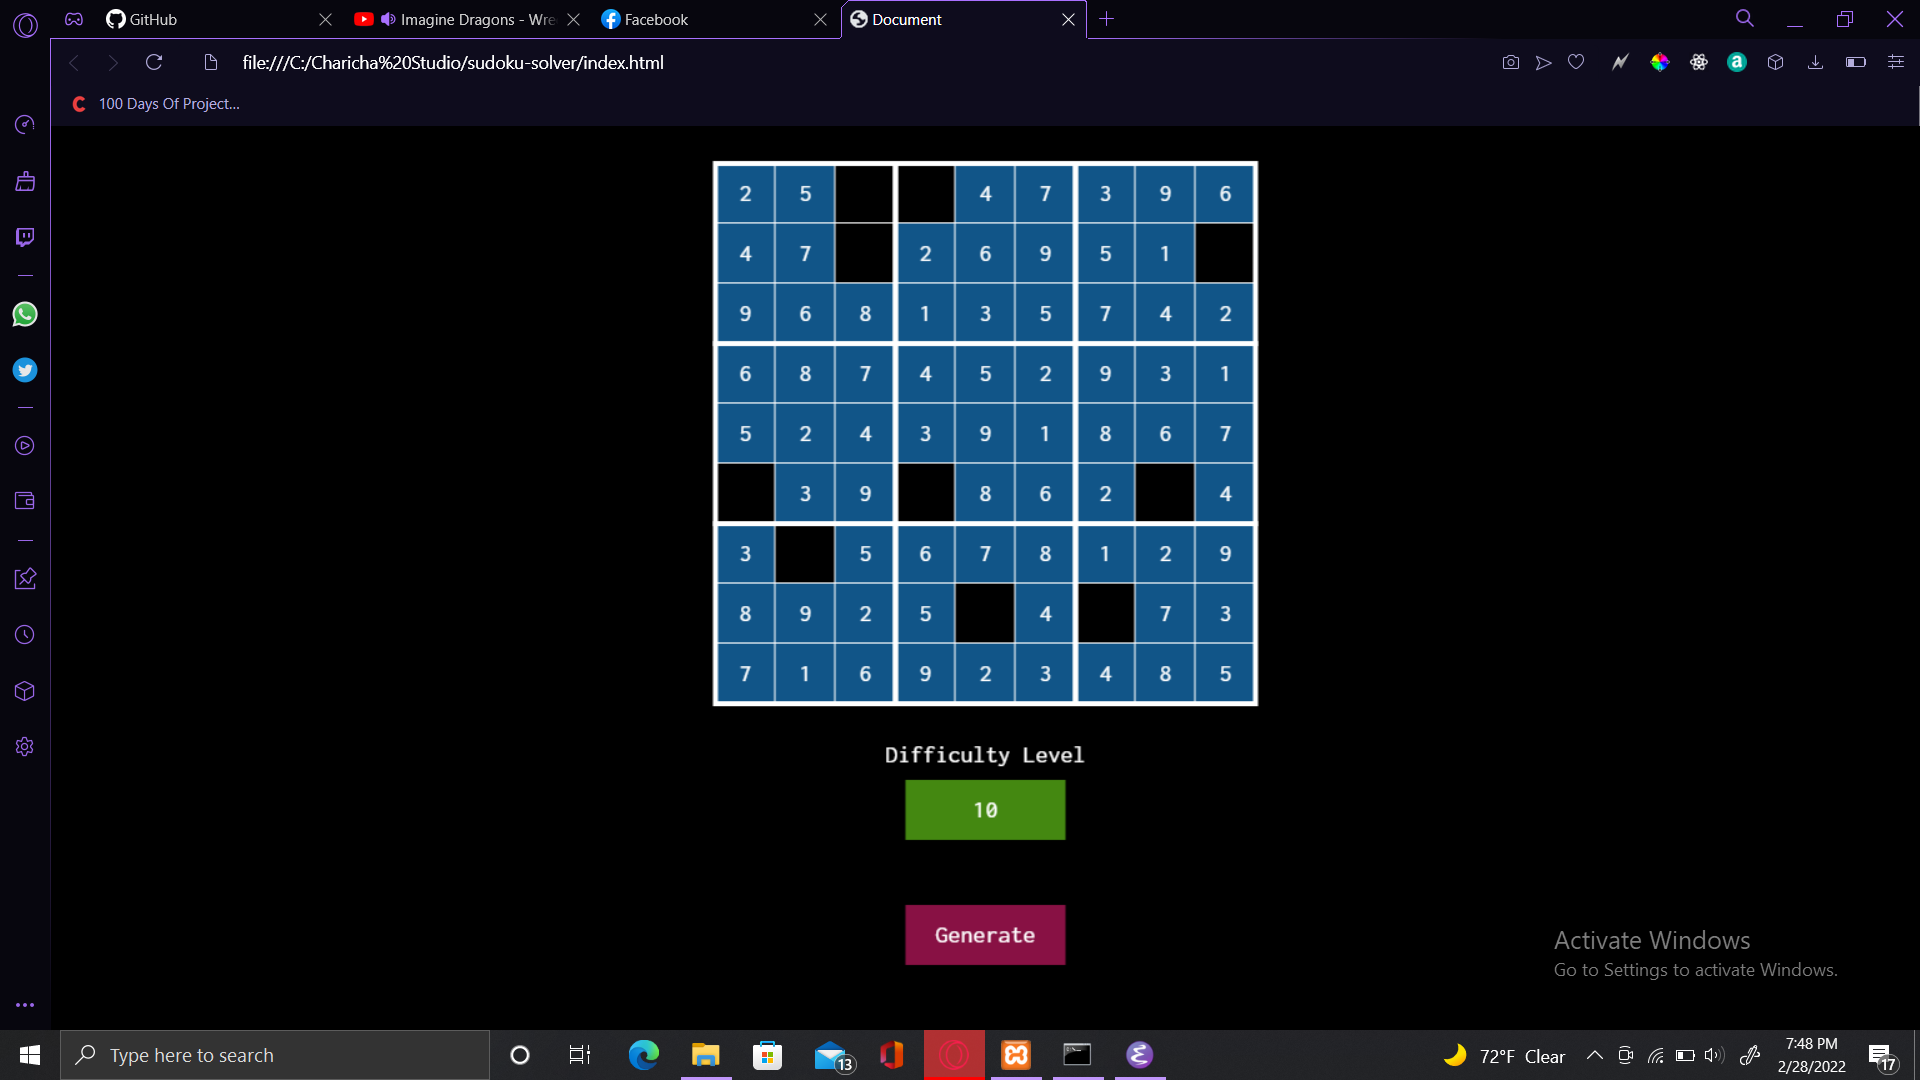 GitHub
Imagine Dragons - Wre
Facebook
Document
file:///C:/Charicha%20Studio/sudoku-solver/index.html
100 Days Of Project...
2 5 4 7 3 9 6
4 7 2 6 9 5 1
9 6 8 1 3 5 7 4 2
6 8 7 4 5 2 9 3 1
5 2 4 3 9 1 8 6 7
3 9 8 6 2 4
3 5 6 7 8 1 2 9
8 9 2 5 4 7 3
7 1 6 9 2 3 4 8 5
Difficulty Level
10
Generate
Activate Windows
Go to Settings to activate Windows.
Type here to search
13
72°F Clear
7:48 PM
2/28/2022
17